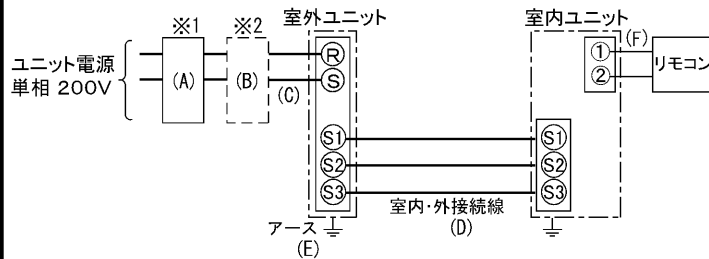 ※1
※2
室外ユニット
室内ユニット
ユニット電源
単相 200V
(A)
(B)
(C)
R
S
①
②
(F)
リモコン
S1
S2
S3
S1
S2
S3
室内・外接続線
(D)
アース
(E)